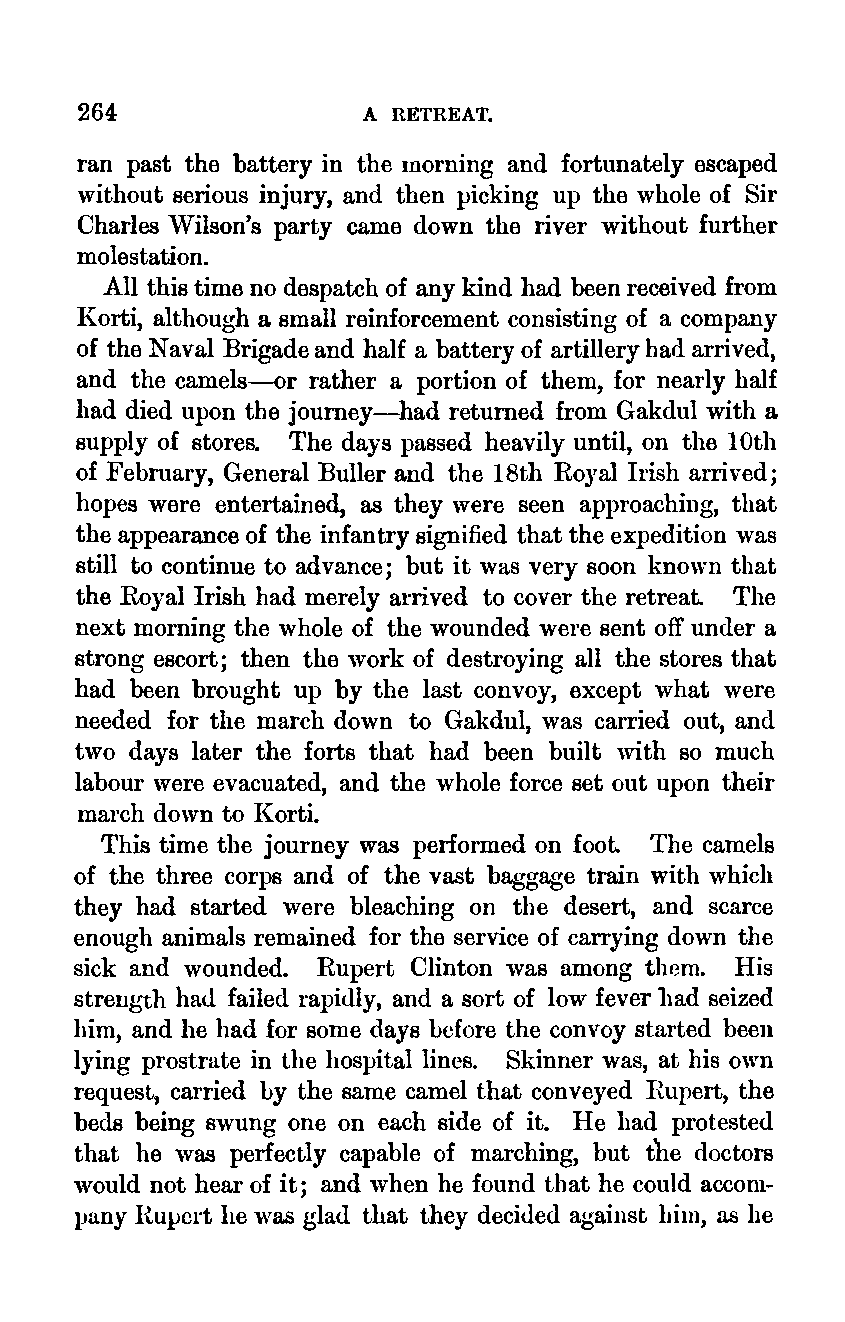 264 A RETREAT.
ran past the battery in the morning and fortunately escaped
without serious injury, and then picking up the whole of Sir
Charles Wilson's party came down the river without further
molestation.
All this time no despatch of any kind had been received from
Korti, although a small reinforcement consisting of a company
of the Naval Brigade and half a battery of artillery had arrived,
and the camels—or rather a portion of them, for nearly half
had died upon the journey—had returned from Gakdul with a
supply of stores. The days passed heavily until, on the 10th
of February, General Buller and the 18th Royal Irish arrived;
hopes were entertained, as they were seen approaching, that
the appearance of the infantry signified that the expedition was
still to continue to advance; but it was very soon known that
the Royal Irish had merely arrived to cover the retreat. The
next morning the whole of the wounded were sent off under a
strong escort; then the work of destroying all the stores that
had been brought up by the last convoy, except what were
needed for the march down to Gakdul, was carried out, and
two days later the forts that had been built with so much
labour were evacuated, and the whole force set out upon their
march down to Korti.
This time the journey was performed on foot. The camels
of the three corps and of the vast baggage train with which
they had started were bleaching on the desert, and scarce
enough animals remained for the service of carrying down the
sick and wounded. Rupert Clinton was among them. His
strength had failed rapidly, and a sort of low fever had seized
him, and he had for some days before the convoy started been
lying prostrate in the hospital lines. Skinner was, at his own
request, carried by the same camel that conveyed Rupert, the
beds being swung one on each side of it. He had protested
that he was perfectly capable of marching, but the doctors
would not hear of it; and when he found that he could accom-
pany Rupert he was glad that they decided against him, as he